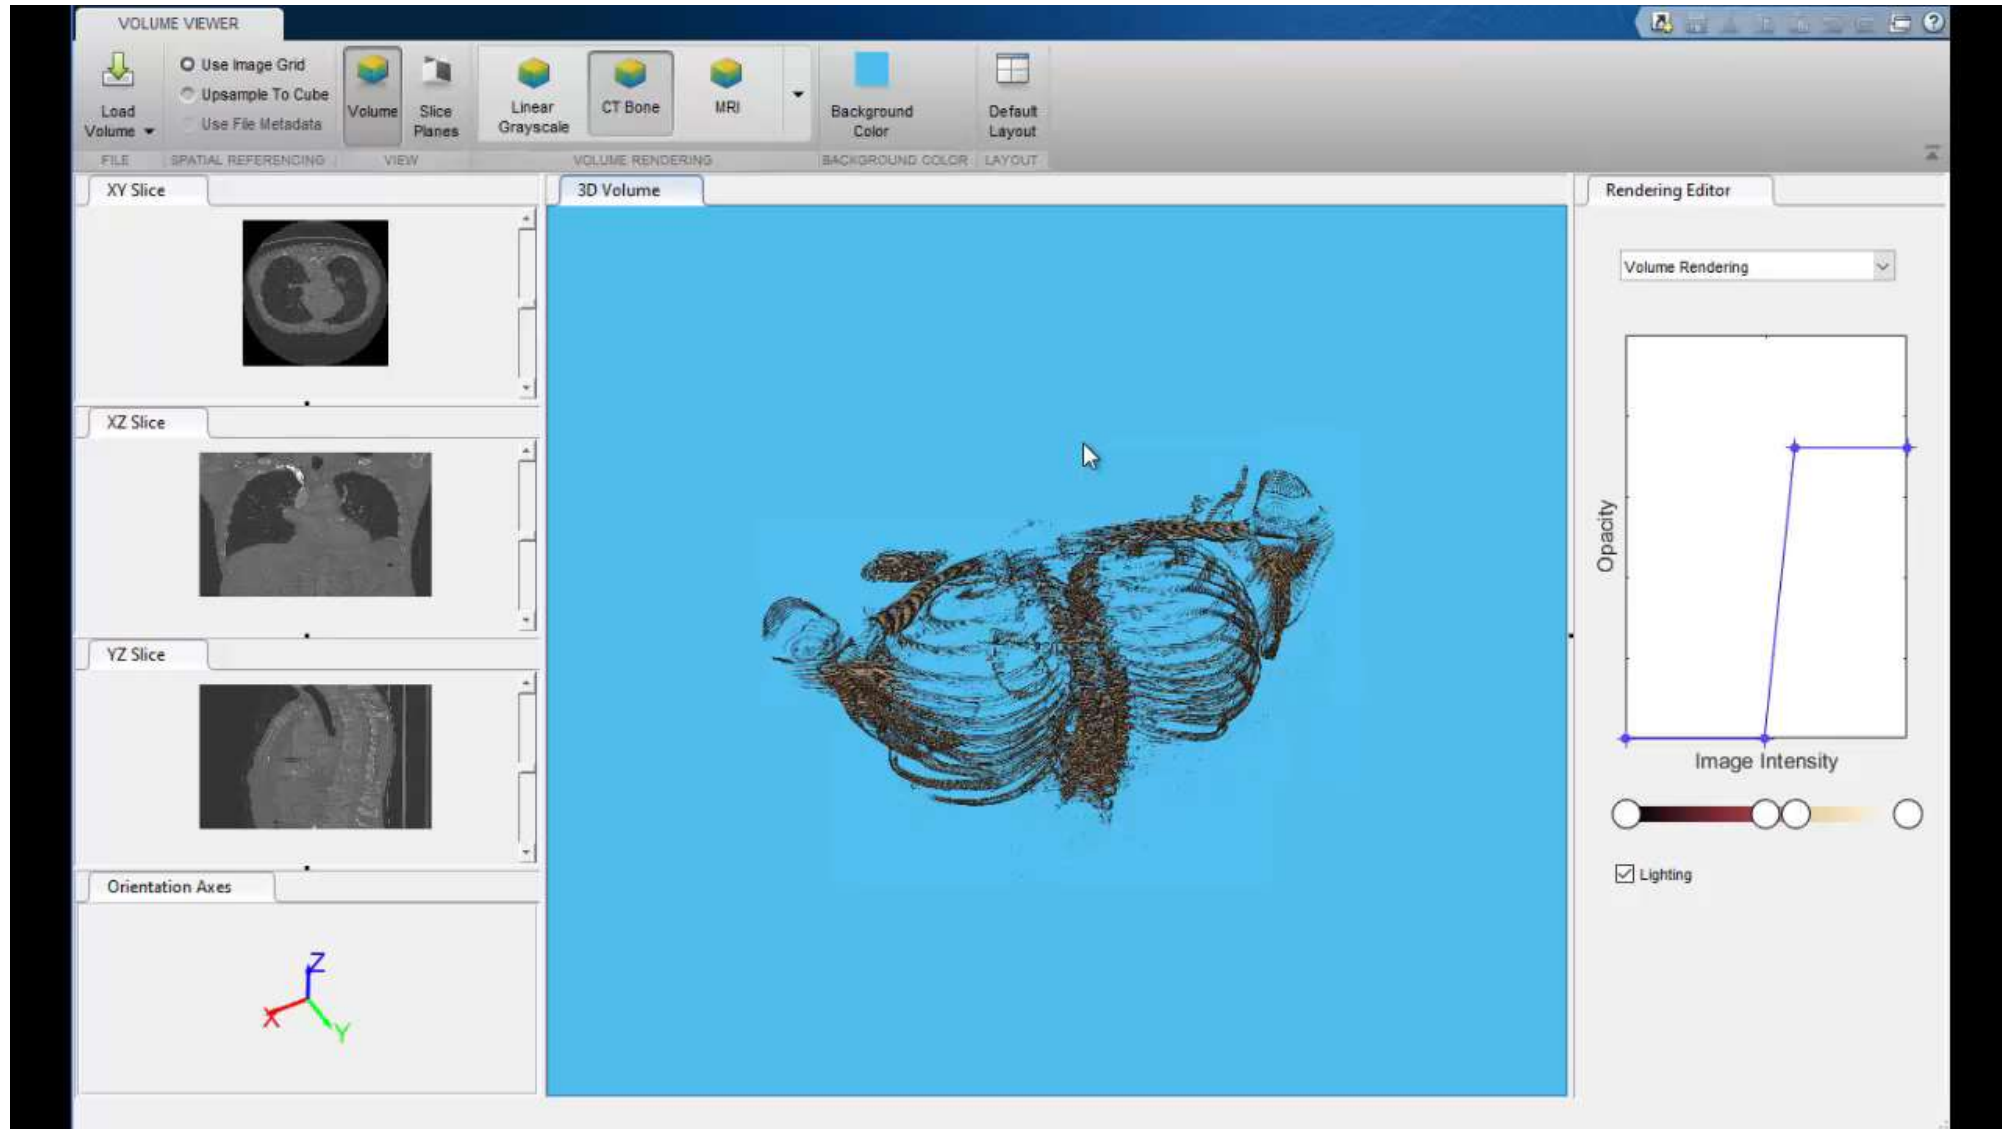 VOLUME VIEWER
Load
Volume
Use Image Grid
Upsample To Cube
Use File Metadata
Volume
Slice
Planes
Linear
Grayscale
CT Bone
MRI
Background
Color
Default
Layout
FILE
SPATIAL REFERENCING
VIEW
VOLUME RENDERING
BACKGROUND COLOR
LAYOUT
XY Slice
3D Volume
Rendering Editor
Volume Rendering
XZ Slice
YZ Slice
Opacity
Image Intensity
Lighting
Orientation Axes
Z
X
Y